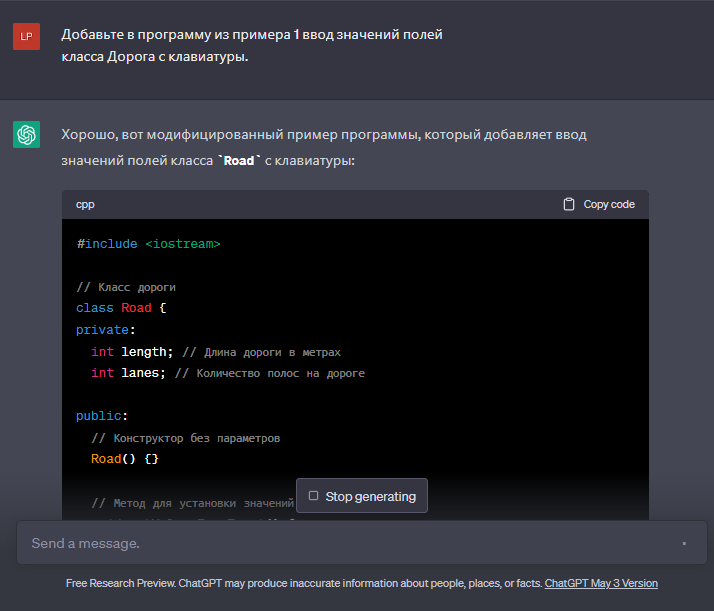 LP
Добавьте в программу из примера 1 ввод значений полей
класса Дорога с клавиатуры.
Хорошо, вот модифицированный пример программы, который добавляет ввод
значений полей класса `Road` с клавиатуры:
cpp
Copy code
#include <iostream>
// Класс дороги
class Road {
private:
int length; // Длина дороги в метрах
int lanes; // Количество полос на дороге
public:
// Конструктор без параметров
Road() {}
// Метод для установки значений
Stop generating
Send a message.
Free Research Preview. ChatGPT may produce inaccurate information about people, places, or facts. ChatGPT May 3 Version